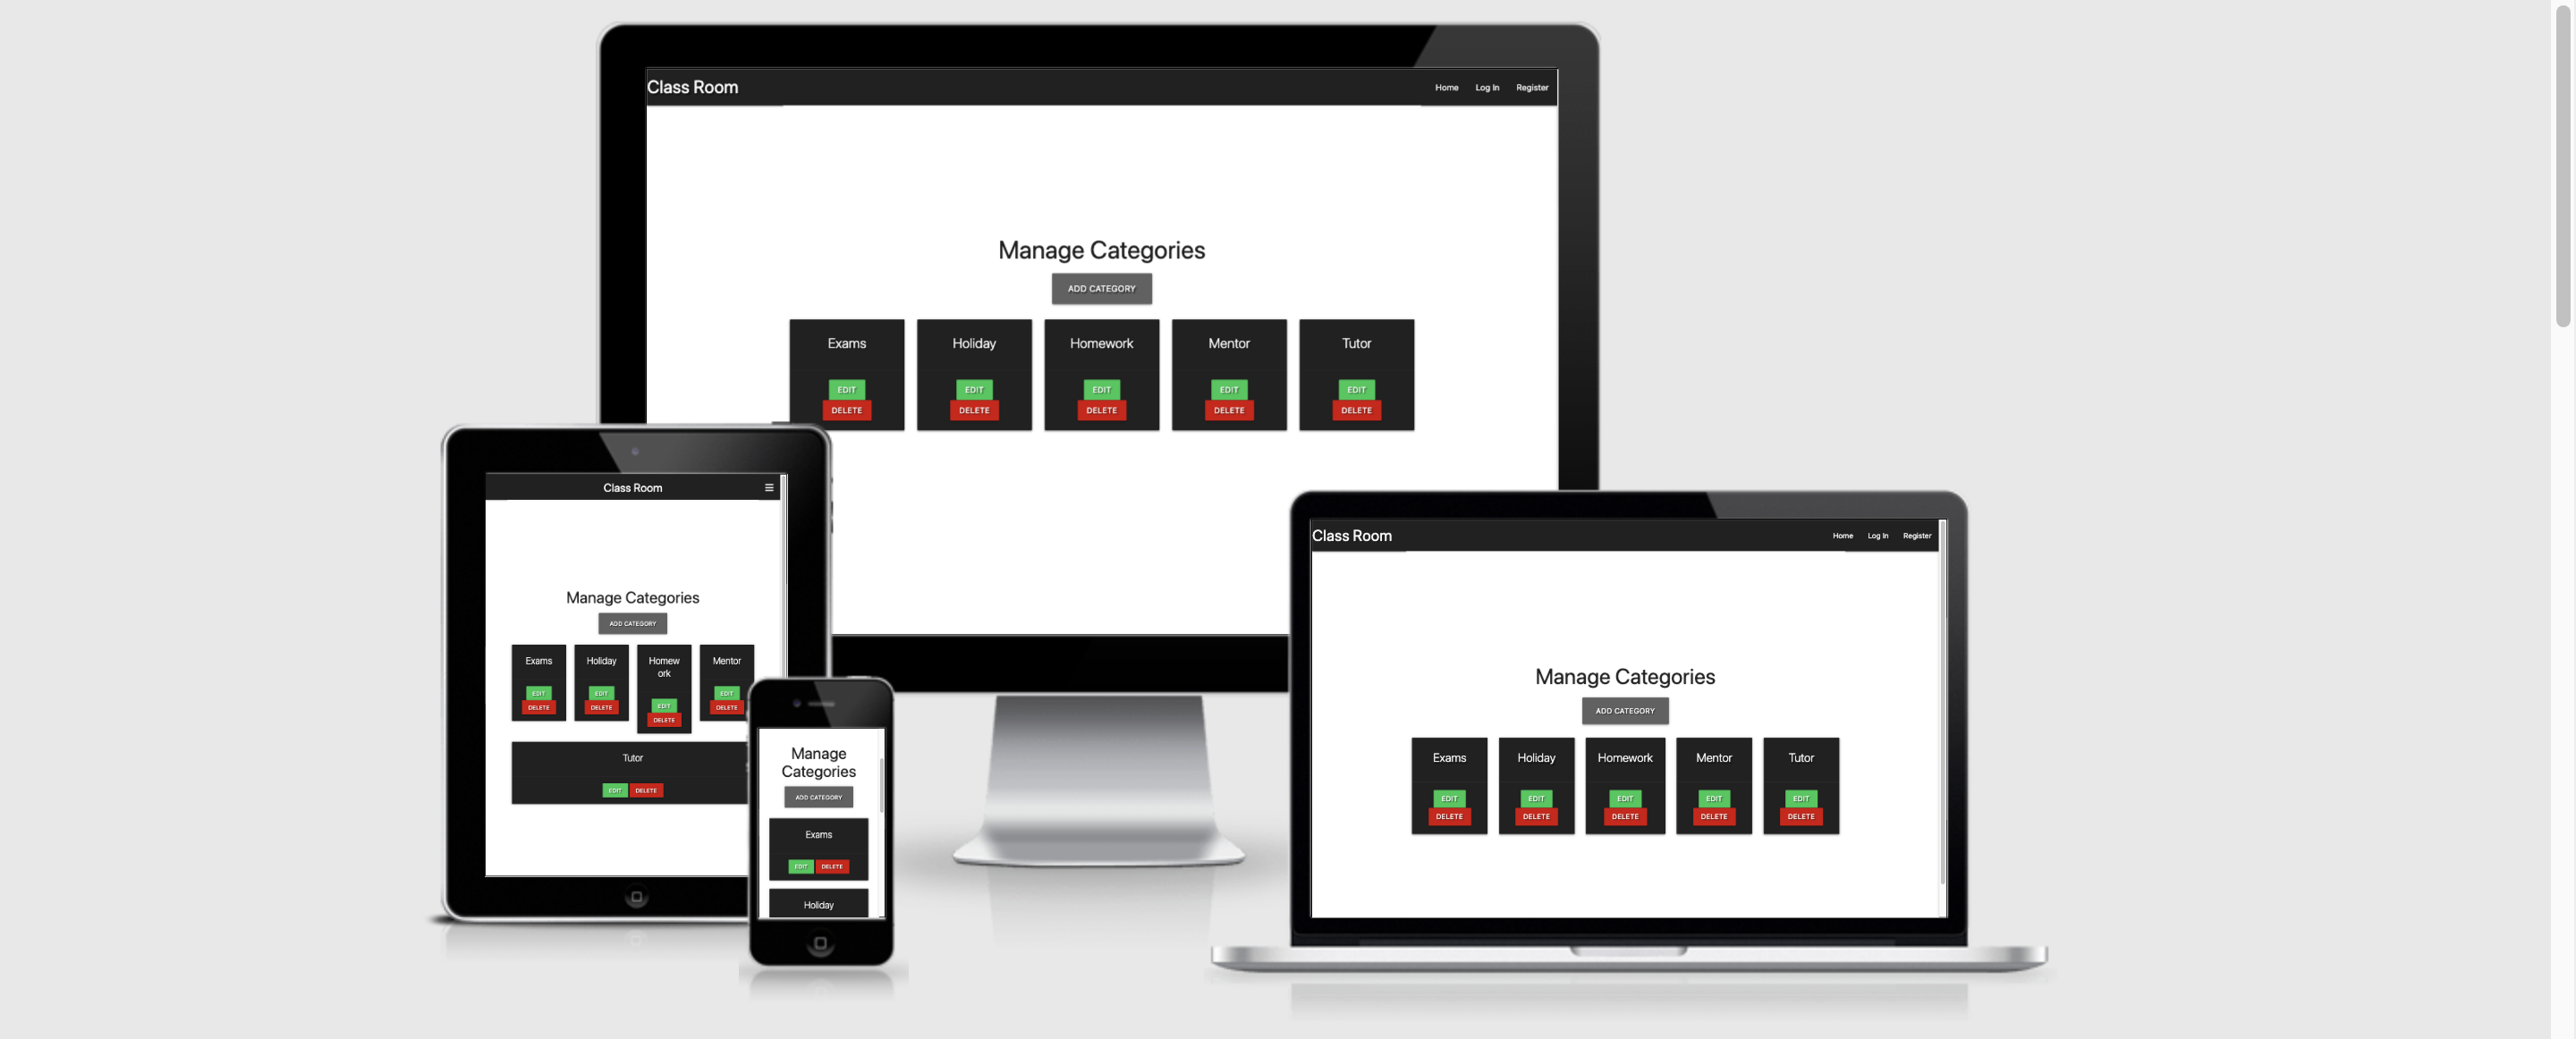 Class Room
Home Log In Register
Manage Categories
ADD CATEGORY
Exams Holiday Homework Mentor Tutor
EDIT EDIT EDIT EDIT EDIT
DELETE DELETE DELETE DELETE DELETE
Class Room
Manage Categories
ADD CATEGORY
Exams Holiday Homew Mentor
ork
EDIT EDIT EDIT EDIT
DELETE DELETE DELETE DELETE
Tutor
EDIT DELETE
Manage
Categories
ADD CATEGORY
Exams
EDIT DELETE
Holiday
Class Room
Home Log In Register
Manage Categories
ADD CATEGORY
Exams Holiday Homework Mentor Tutor
EDIT EDIT EDIT EDIT EDIT
DELETE DELETE DELETE DELETE DELETE